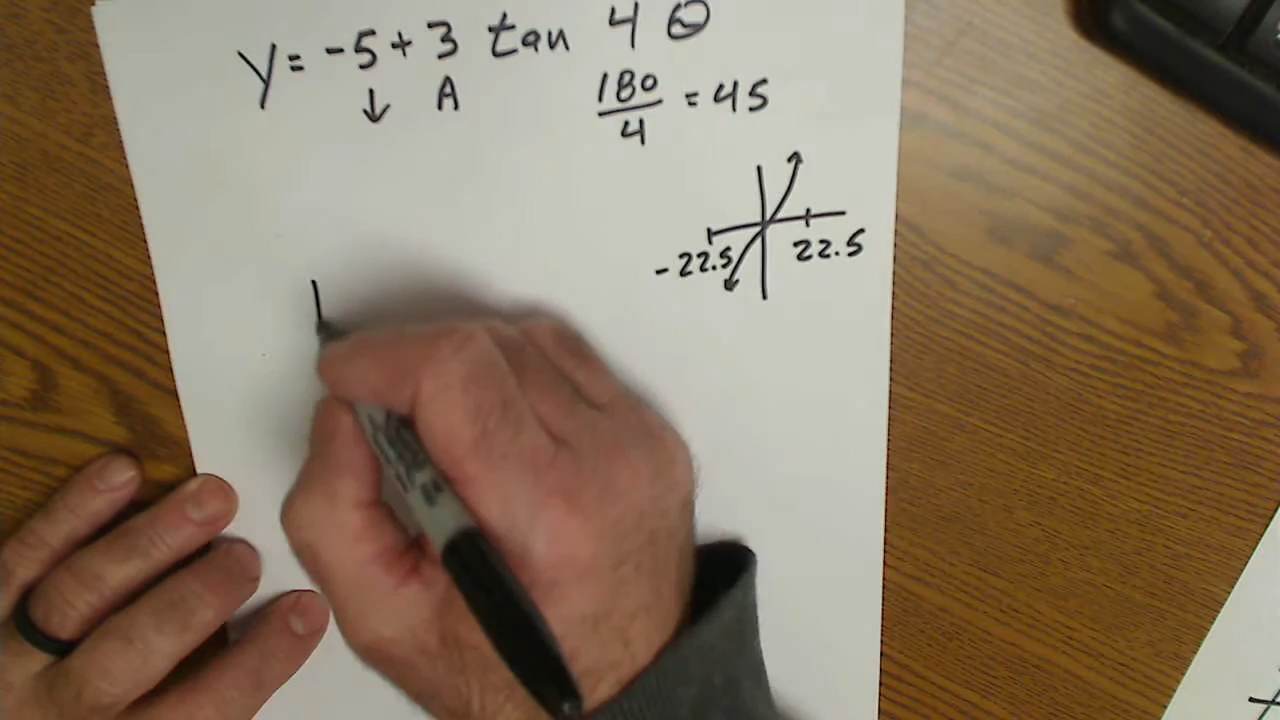 y = -5 + 3 tan 4 θ
↓ A
180/4 = 45
-22.5 22.5